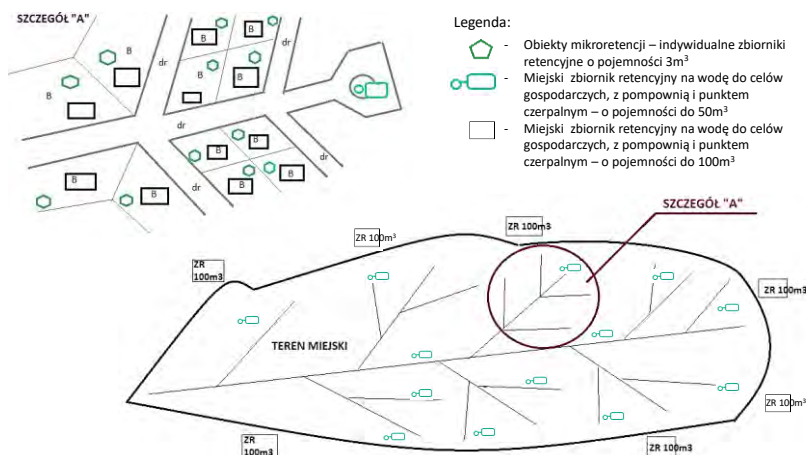 SZCZEGÓŁ "A"
B
B
B
B
B
B
dr
dr
dr
dr
dr
B
B
B
B
B
B
Legenda:
- Obiekty mikroretencji – indywidualne zbiorniki
retencyjne o pojemności 3m³
- Miejski zbiornik retencyjny na wodę do celów
gospodarczych, z pompownią i punktem
czerpalnym – o pojemności do 50m³
- Miejski zbiornik retencyjny na wodę do celów
gospodarczych, z pompownią i punktem
czerpalnym – o pojemności do 100m³
SZCZEGÓŁ "A"
ZR 100m³
ZR 100m³
ZR
100m3
ZR 100m³
TEREN MIEJSKI
ZR 100m³
ZR
100m3
ZR 100m³